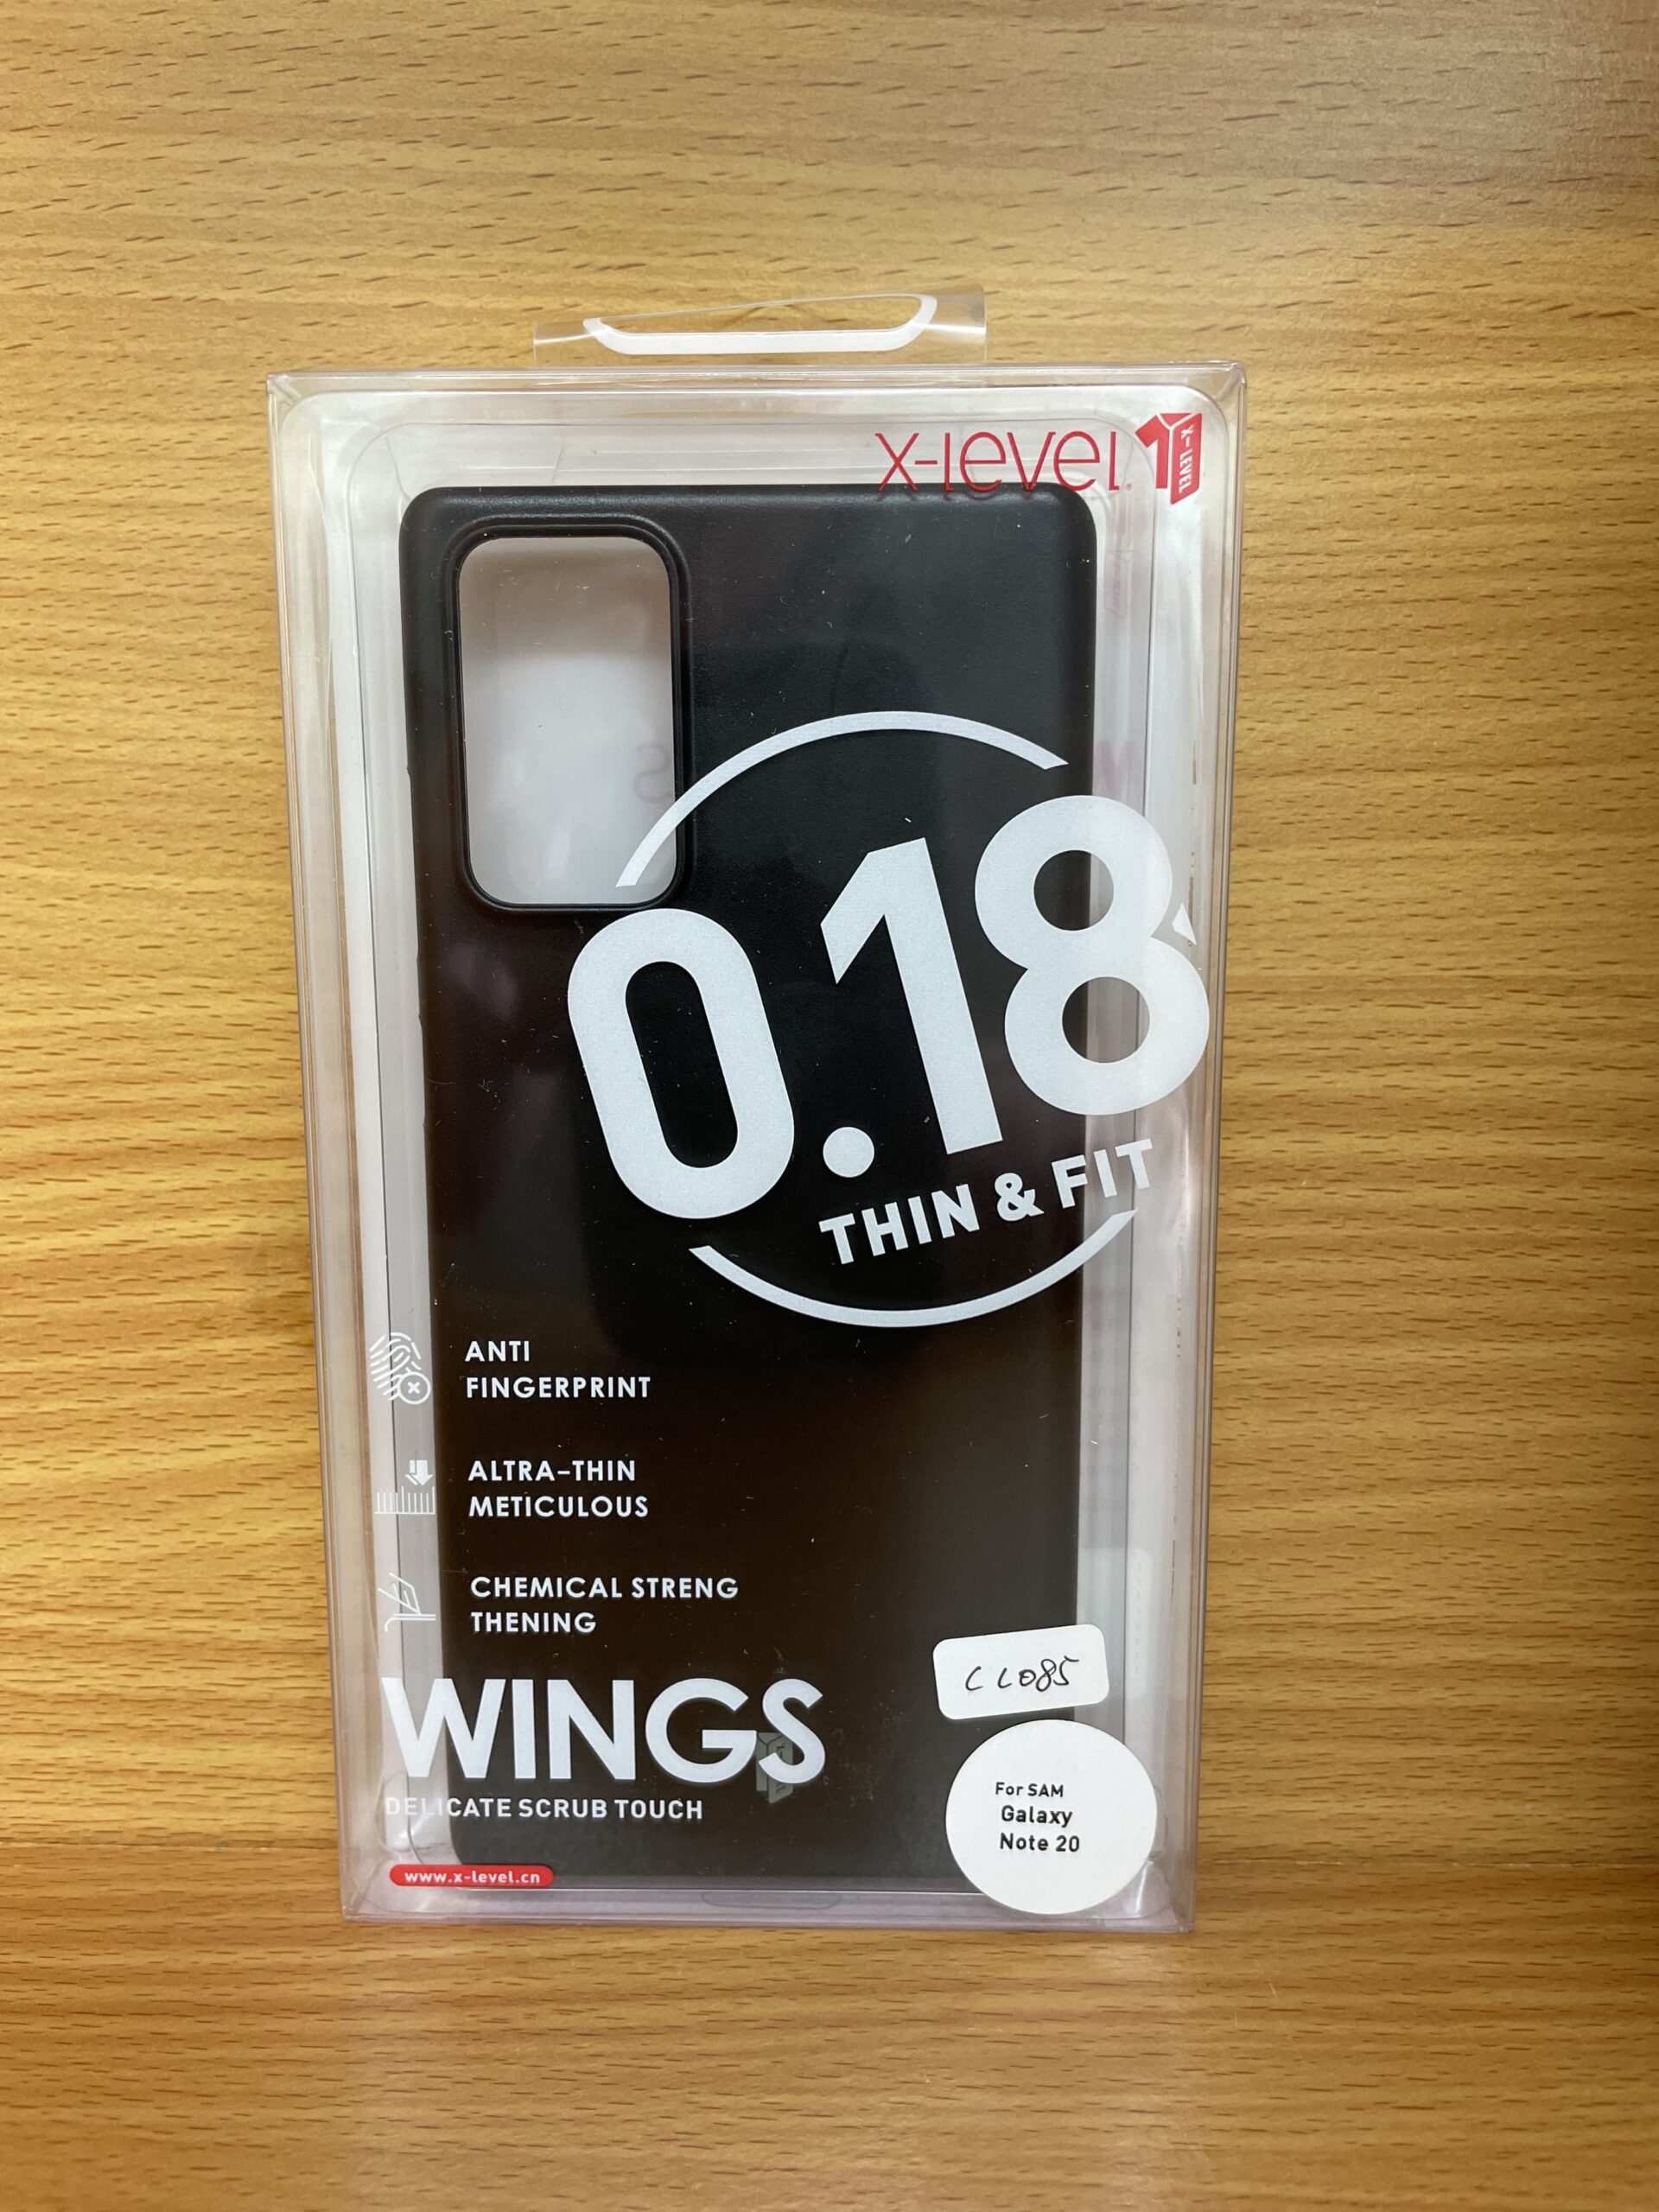 x-level.
X-LEVEL
0.18
THIN & FIT
ANTI
FINGERPRINT
ALTRA-THIN
METICULOUS
CHEMICAL STRENG
THENING
WINGS
DELICATE SCRUB TOUCH
www.x-level.cn
CL085
For SAM
Galaxy
Note 20